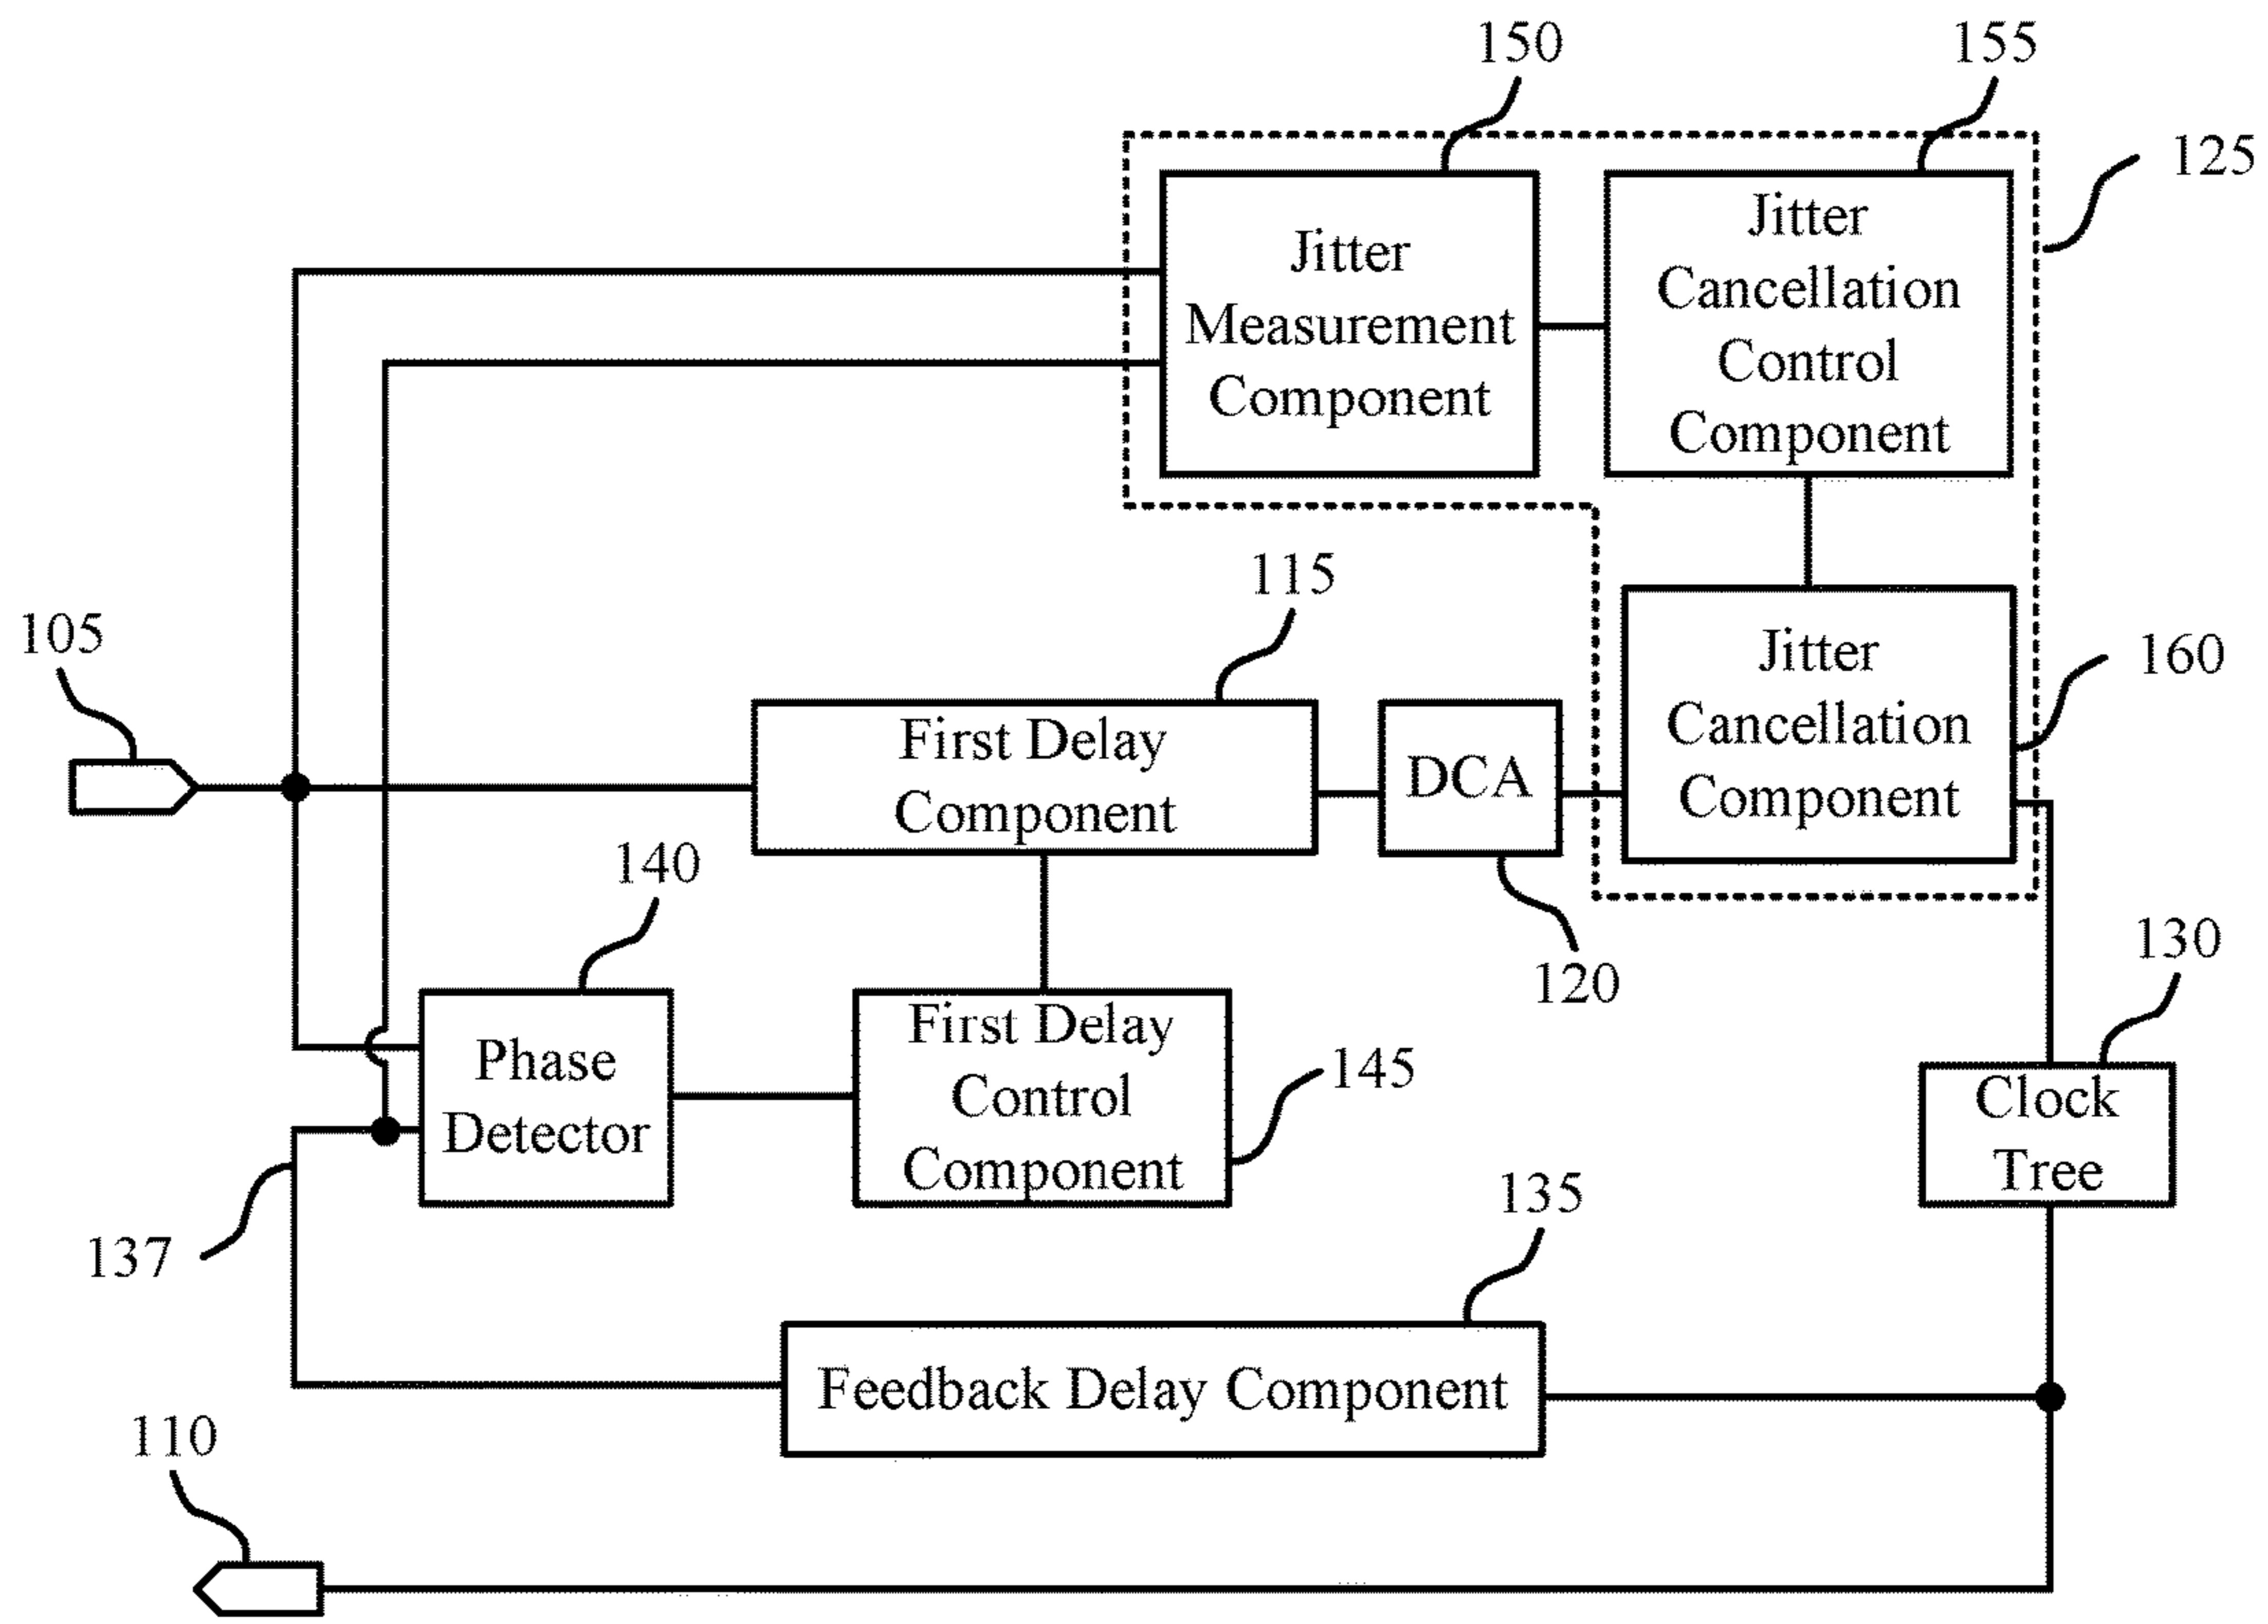 150
155
125
Jitter
Measurement
Component
Jitter
Cancellation
Control
Component
115
105
160
Jitter
Cancellation
Component
First Delay
Component
DCA
140
120
130
Phase
Detector
First Delay
Control
Component
145
Clock
Tree
137
135
Feedback Delay Component
110